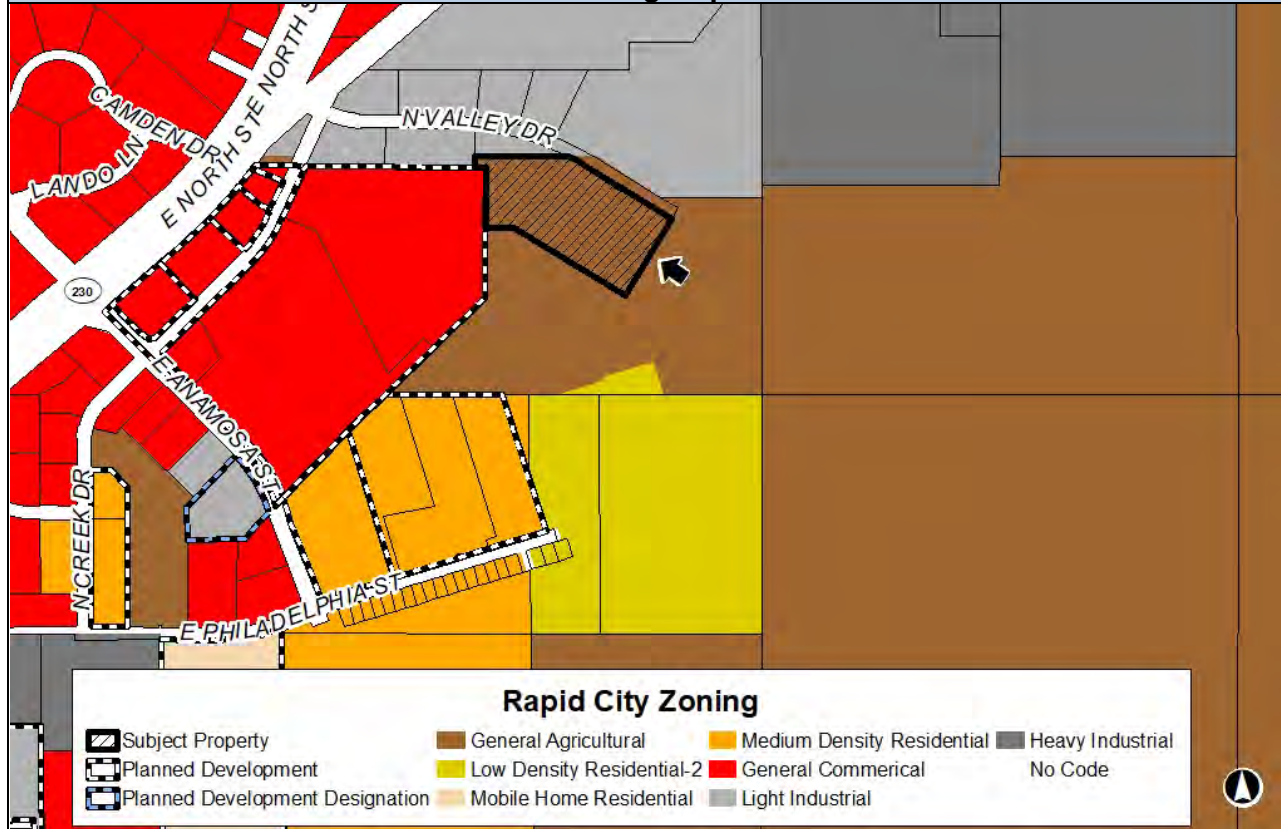 E NORTH ST
E NORTH S
CAMDEN DR
N VALLEY DR
LANDO LN
E NORTH ST
230
E ANAMOSA ST
N CREEK DR
E PHILADELPHIA ST
Rapid City Zoning
Subject Property
General Agricultural
Medium Density Residential
Heavy Industrial
Planned Development
Low Density Residential-2
General Commerical
No Code
Planned Development Designation
Mobile Home Residential
Light Industrial